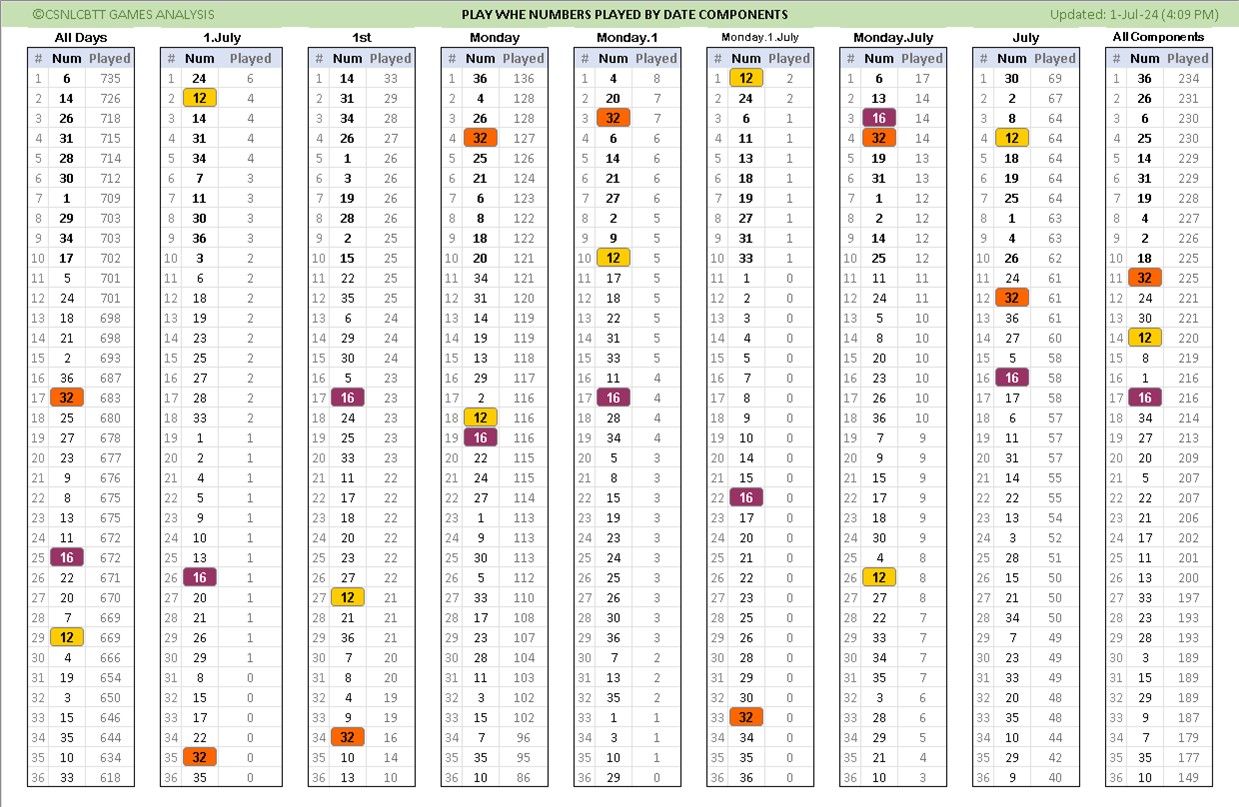 ©CSNLCBTT GAMES ANALYSIS PLAY WHE NUMBERS PLAYED BY DATE COMPONENTS Updated: 1-Jul-24 (4:09 PM)
All Days 1.July 1st Monday Monday.1 Monday.1.July Monday.July July All Components
# Num Played # Num Played # Num Played # Num Played # Num Played # Num Played # Num Played # Num Played # Num Played
1 6 735 1 24 6 1 14 33 1 36 136 1 4 8 1 12 2 1 6 17 1 30 69 1 36 234
2 14 726 2 12 4 2 31 29 2 4 128 2 20 7 2 24 2 2 13 14 2 2 67 2 26 231
3 26 718 3 14 4 3 34 28 3 26 128 3 32 7 3 6 1 3 16 14 3 8 64 3 6 230
4 31 715 4 31 4 4 26 27 4 32 127 4 6 6 4 11 1 4 32 14 4 12 64 4 25 230
5 28 714 5 34 4 5 1 26 5 25 126 5 14 6 5 13 1 5 19 13 5 18 64 5 14 229
6 30 712 6 7 3 6 3 26 6 21 124 6 21 6 6 18 1 6 31 13 6 19 64 6 31 229
7 1 709 7 11 3 7 19 26 7 6 123 7 27 6 7 19 1 7 1 12 7 25 64 7 19 228
8 29 703 8 30 3 8 28 26 8 8 122 8 2 5 8 27 1 8 2 12 8 1 63 8 4 227
9 34 703 9 36 3 9 2 25 9 18 122 9 9 5 9 31 1 9 14 12 9 4 63 9 2 226
10 17 702 10 3 2 10 15 25 10 20 121 10 12 5 10 33 1 10 25 12 10 26 62 10 18 225
11 5 701 11 6 2 11 22 25 11 34 121 11 17 5 11 1 0 11 11 11 11 24 61 11 32 225
12 24 701 12 18 2 12 35 25 12 31 120 12 18 5 12 2 0 12 24 11 12 32 61 12 24 221
13 18 698 13 19 2 13 6 24 13 14 119 13 22 5 13 3 0 13 5 10 13 36 61 13 30 221
14 21 698 14 23 2 14 29 24 14 19 119 14 31 5 14 4 0 14 8 10 14 27 60 14 12 220
15 2 693 15 25 2 15 30 24 15 13 118 15 33 5 15 5 0 15 20 10 15 5 58 15 8 219
16 36 687 16 27 2 16 5 23 16 29 117 16 11 4 16 7 0 16 23 10 16 16 58 16 1 216
17 32 683 17 28 2 17 16 23 17 2 116 17 16 4 17 8 0 17 26 10 17 17 58 17 16 216
18 25 680 18 33 2 18 24 23 18 12 116 18 28 4 18 9 0 18 36 10 18 6 57 18 34 214
19 27 678 19 1 1 19 25 23 19 16 116 19 34 4 19 10 0 19 7 9 19 11 57 19 27 213
20 23 677 20 2 1 20 33 23 20 22 115 20 5 3 20 14 0 20 9 9 20 31 57 20 20 209
21 9 676 21 4 1 21 11 22 21 24 115 21 8 3 21 15 0 21 15 9 21 14 55 21 5 207
22 8 675 22 5 1 22 17 22 22 27 114 22 15 3 22 16 0 22 17 9 22 22 55 22 22 207
23 13 675 23 9 1 23 18 22 23 1 113 23 19 3 23 17 0 23 18 9 23 13 54 23 21 206
24 11 672 24 10 1 24 20 22 24 9 113 24 23 3 24 20 0 24 30 9 24 3 52 24 17 202
25 16 672 25 13 1 25 23 22 25 30 113 25 24 3 25 21 0 25 4 8 25 28 51 25 11 201
26 22 671 26 16 1 26 27 22 26 5 112 26 25 3 26 22 0 26 12 8 26 15 50 26 13 200
27 20 670 27 20 1 27 12 21 27 33 110 27 26 3 27 23 0 27 27 8 27 21 50 27 33 197
28 7 669 28 21 1 28 21 21 28 17 108 28 30 3 28 25 0 28 22 7 28 34 50 28 23 193
29 12 669 29 26 1 29 36 21 29 23 107 29 36 3 29 26 0 29 33 7 29 7 49 29 28 193
30 4 666 30 29 1 30 7 20 30 28 104 30 7 2 30 28 0 30 34 7 30 23 49 30 3 189
31 19 654 31 8 0 31 8 20 31 11 103 31 13 2 31 29 0 31 35 7 31 33 49 31 15 189
32 3 650 32 15 0 32 4 19 32 3 102 32 35 2 32 30 0 32 3 6 32 20 48 32 29 189
33 15 646 33 17 0 33 9 19 33 15 102 33 1 1 33 32 0 33 28 6 33 35 48 33 9 187
34 35 644 34 22 0 34 32 16 34 7 96 34 3 1 34 34 0 34 29 5 34 10 44 34 7 179
35 10 634 35 32 0 35 10 14 35 35 95 35 10 1 35 35 0 35 21 4 35 29 42 35 35 177
36 33 618 36 35 0 36 13 10 36 10 86 36 29 0 36 36 0 36 10 3 36 9 40 36 10 149